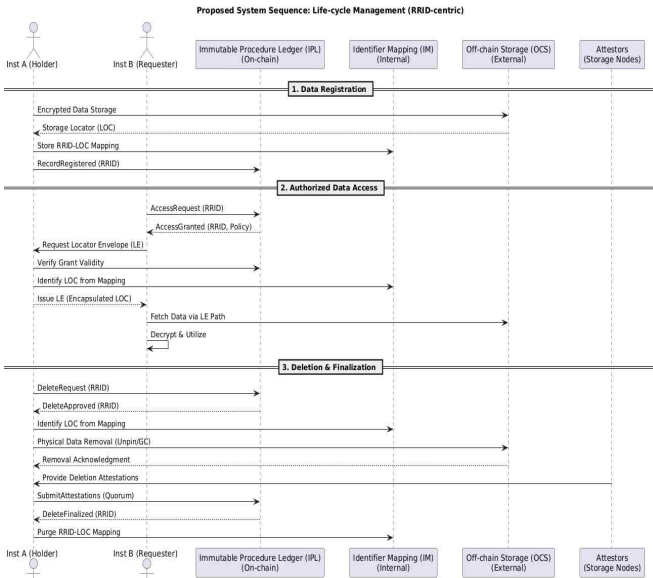 Proposed System Sequence: Life-cycle Management (RRID-centric)
Inst A (Holder)
Inst B (Requester)
Immutable Procedure Ledger (IPL)
(On-chain)
Identifier Mapping (IM)
(Internal)
Off-chain Storage (OCS)
(External)
Attestors
(Storage Nodes)
1. Data Registration
Encrypted Data Storage
Storage Locator (LOC)
Store RRID-LOC Mapping
RecordRegistered (RRID)
2. Authorized Data Access
AccessRequest (RRID)
AccessGranted (RRID, Policy)
Request Locator Envelope (LE)
Verify Grant Validity
Identify LOC from Mapping
Issue LE (Encapsulated LOC)
Fetch Data via LE Path
Decrypt & Utilize
3. Deletion & Finalization
DeleteRequest (RRID)
DeleteApproved (RRID)
Identify LOC from Mapping
Physical Data Removal (Unpin/GC)
Removal Acknowledgment
Provide Deletion Attestations
SubmitAttestations (Quorum)
DeleteFinalized (RRID)
Purge RRID-LOC Mapping
Inst A (Holder)
Inst B (Requester)
Immutable Procedure Ledger (IPL)
(On-chain)
Identifier Mapping (IM)
(Internal)
Off-chain Storage (OCS)
(External)
Attestors
(Storage Nodes)